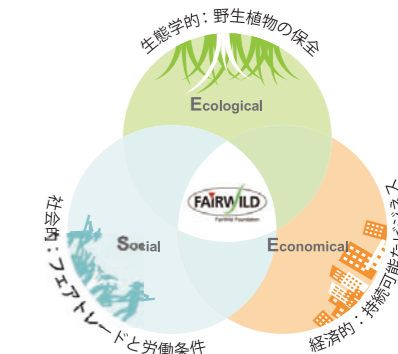 生態学的：野生植物の保全
Ecological
FAIRWILD
FairWild Foundation
Social
Economical
社会的：フェアトレードと労働条件
経済的：持続可能なビジネス